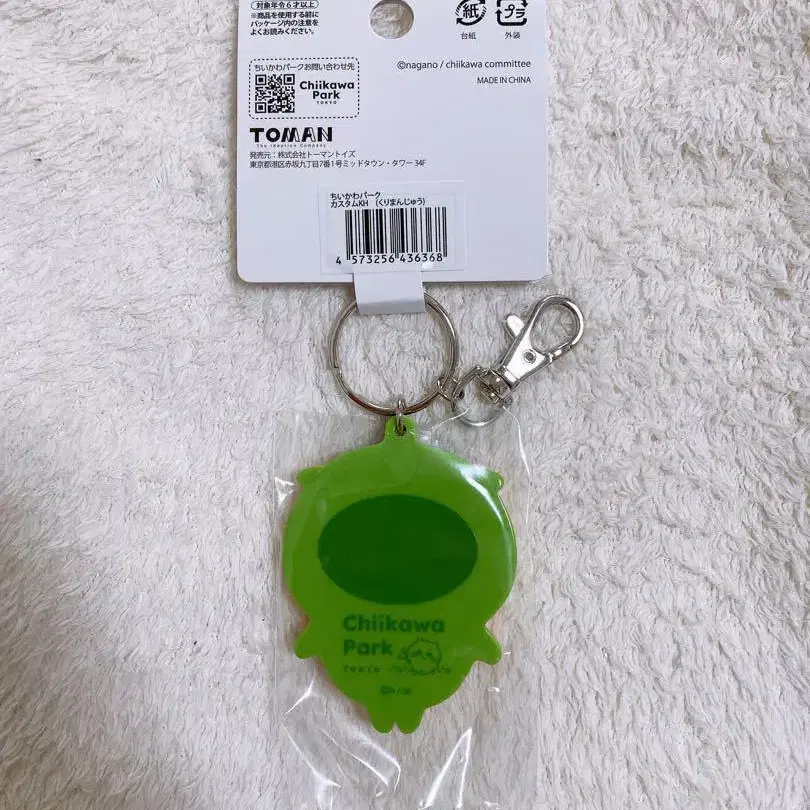 対象年令6才以上
※商品を使用する前に
パッケージ内の注意を
よくお読みください。
紙
台紙
プラ
外装
ちいかわパークお問い合わせ先
Chiikawa
Park
TOKYO
©nagano / chiikawa committee
MADE IN CHINA
TOMAN
The Ideation Company
発売元:株式会社トーマントイズ
東京都港区赤坂九丁目7番1号ミッドタウン・タワー 34F
ちいかわパーク
カスタムKH (くりまんじゅう)
4 573256 436368
Chiikawa
Park
TOKYO